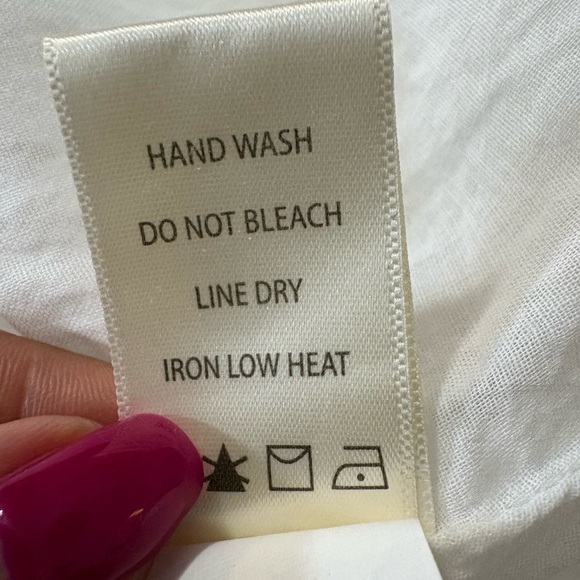 HAND WASH
DO NOT BLEACH
LINE DRY
IRON LOW HEAT